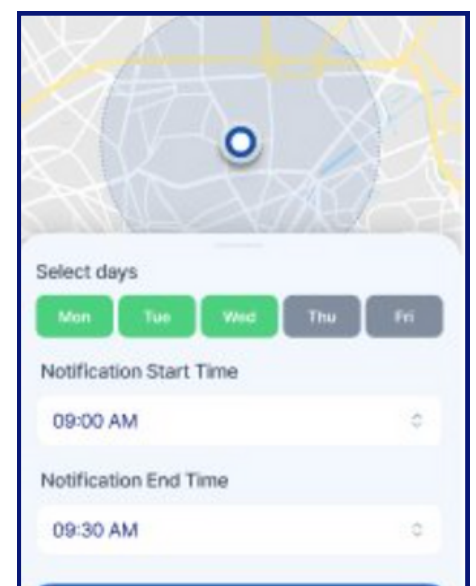 Select days
Mon Tue Wed Thu Fri
Notification Start Time
09:00 AM
Notification End Time
09:30 AM